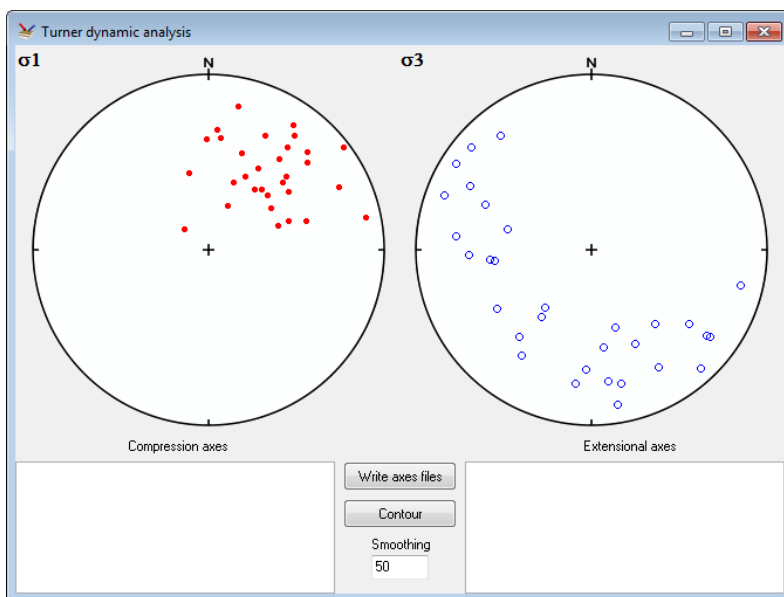 Turner dynamic analysis
σ1
N
σ3
N
Compression axes
Extensional axes
Write axes files
Contour
Smoothing
50